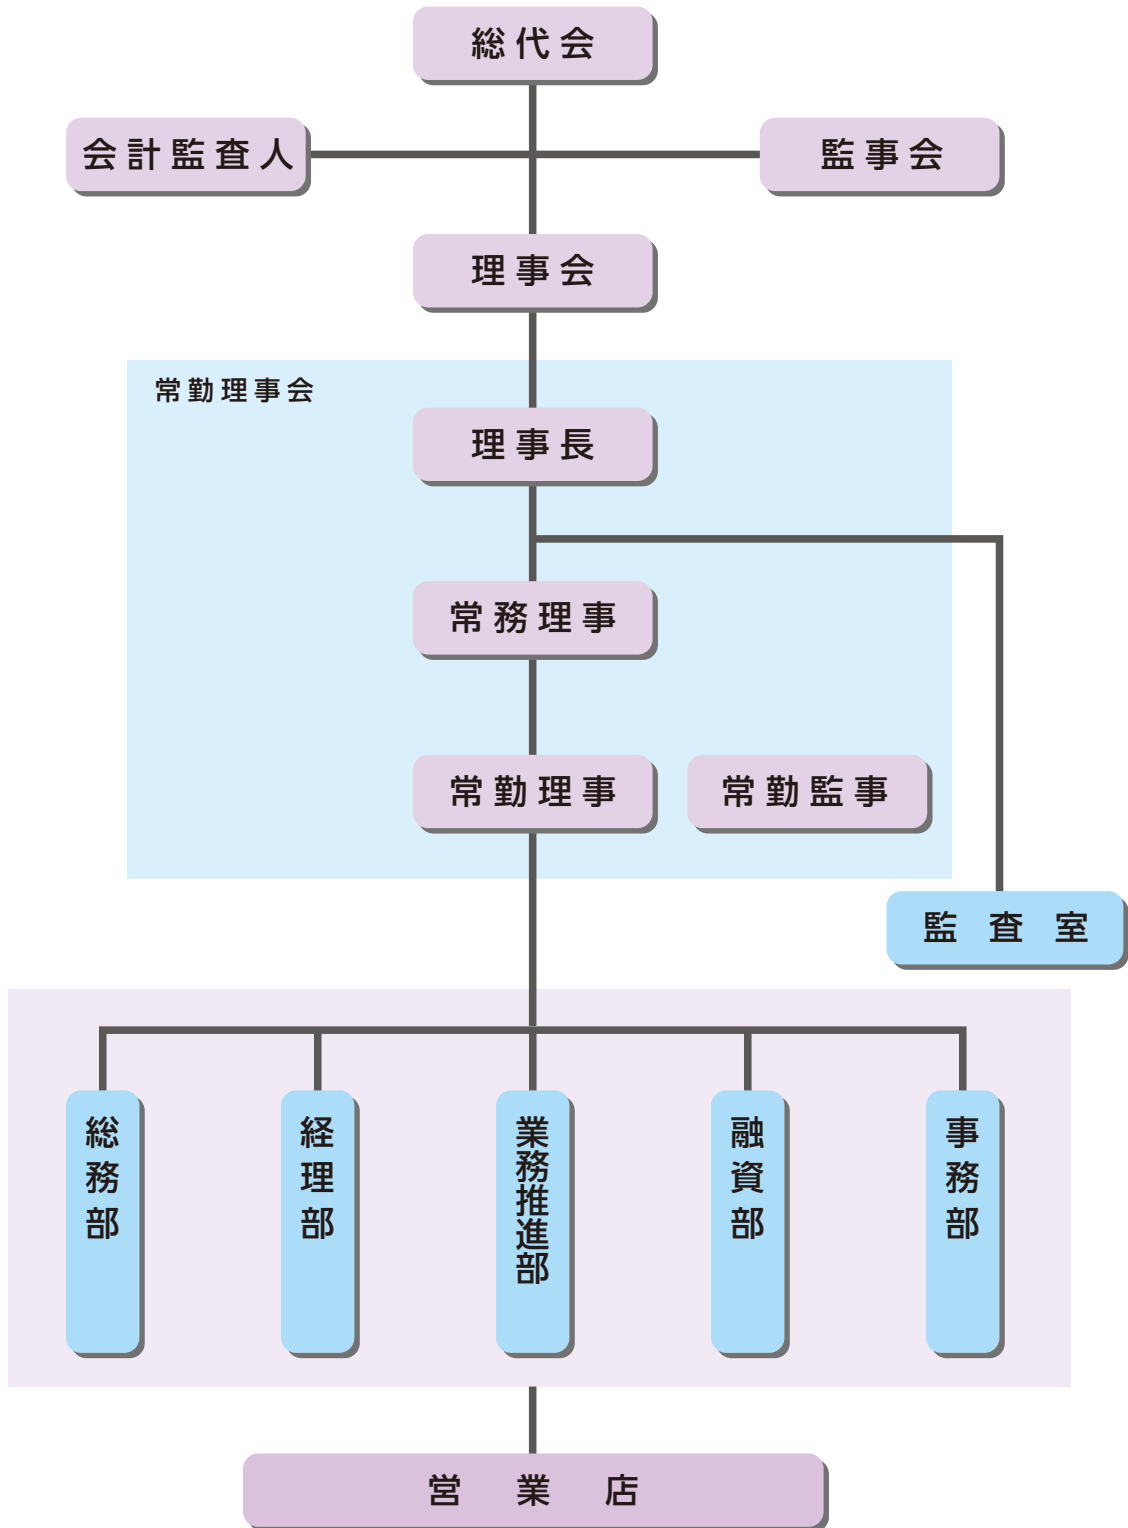 総代会
会計監査人
監事会
理事会
常勤理事会
理事長
常務理事
常勤理事
常勤監事
監査室
総務部
経理部
業務推進部
融資部
事務部
営業店